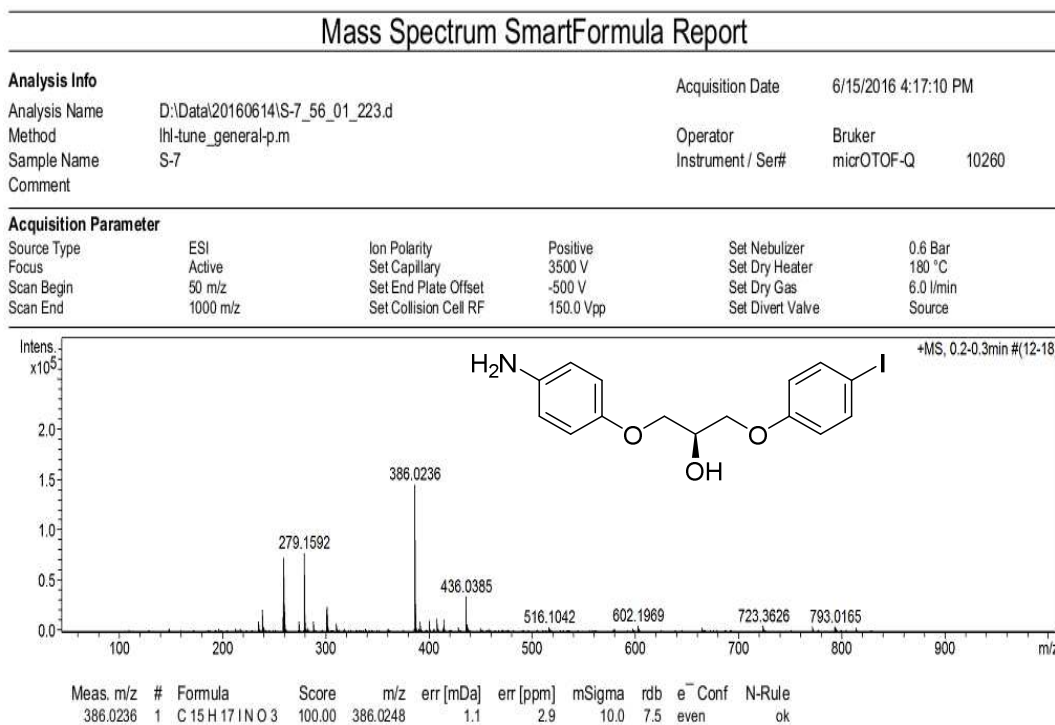 Mass Spectrum SmartFormula Report
Analysis Info
Acquisition Date 6/15/2016 4:17:10 PM
Analysis Name D:\Data\20160614\S-7_56_01_223.d
Method lhl-tune_general-p.m Operator Bruker
Sample Name S-7 Instrument / Ser# micrOTOF-Q 10260
Comment
Acquisition Parameter
Source Type ESI Ion Polarity Positive Set Nebulizer 0.6 Bar
Focus Active Set Capillary 3500 V Set Dry Heater 180 °C
Scan Begin 50 m/z Set End Plate Offset -500 V Set Dry Gas 6.0 l/min
Scan End 1000 m/z Set Collision Cell RF 150.0 Vpp Set Divert Valve Source
Intens. +MS, 0.2-0.3min #(12-18
x10⁵
H₂N I
O O
OH
2.0
1.5
386.0236
1.0
279.1592
0.5
436.0385
516.1042 602.1969 723.3626 793.0165
0.0
100 200 300 400 500 600 700 800 900 m/z
Meas. m/z # Formula Score m/z err [mDa] err [ppm] mSigma rdb e⁻ Conf N-Rule
386.0236 1 C 15 H 17 I N O 3 100.00 386.0248 1.1 2.9 10.0 7.5 even ok